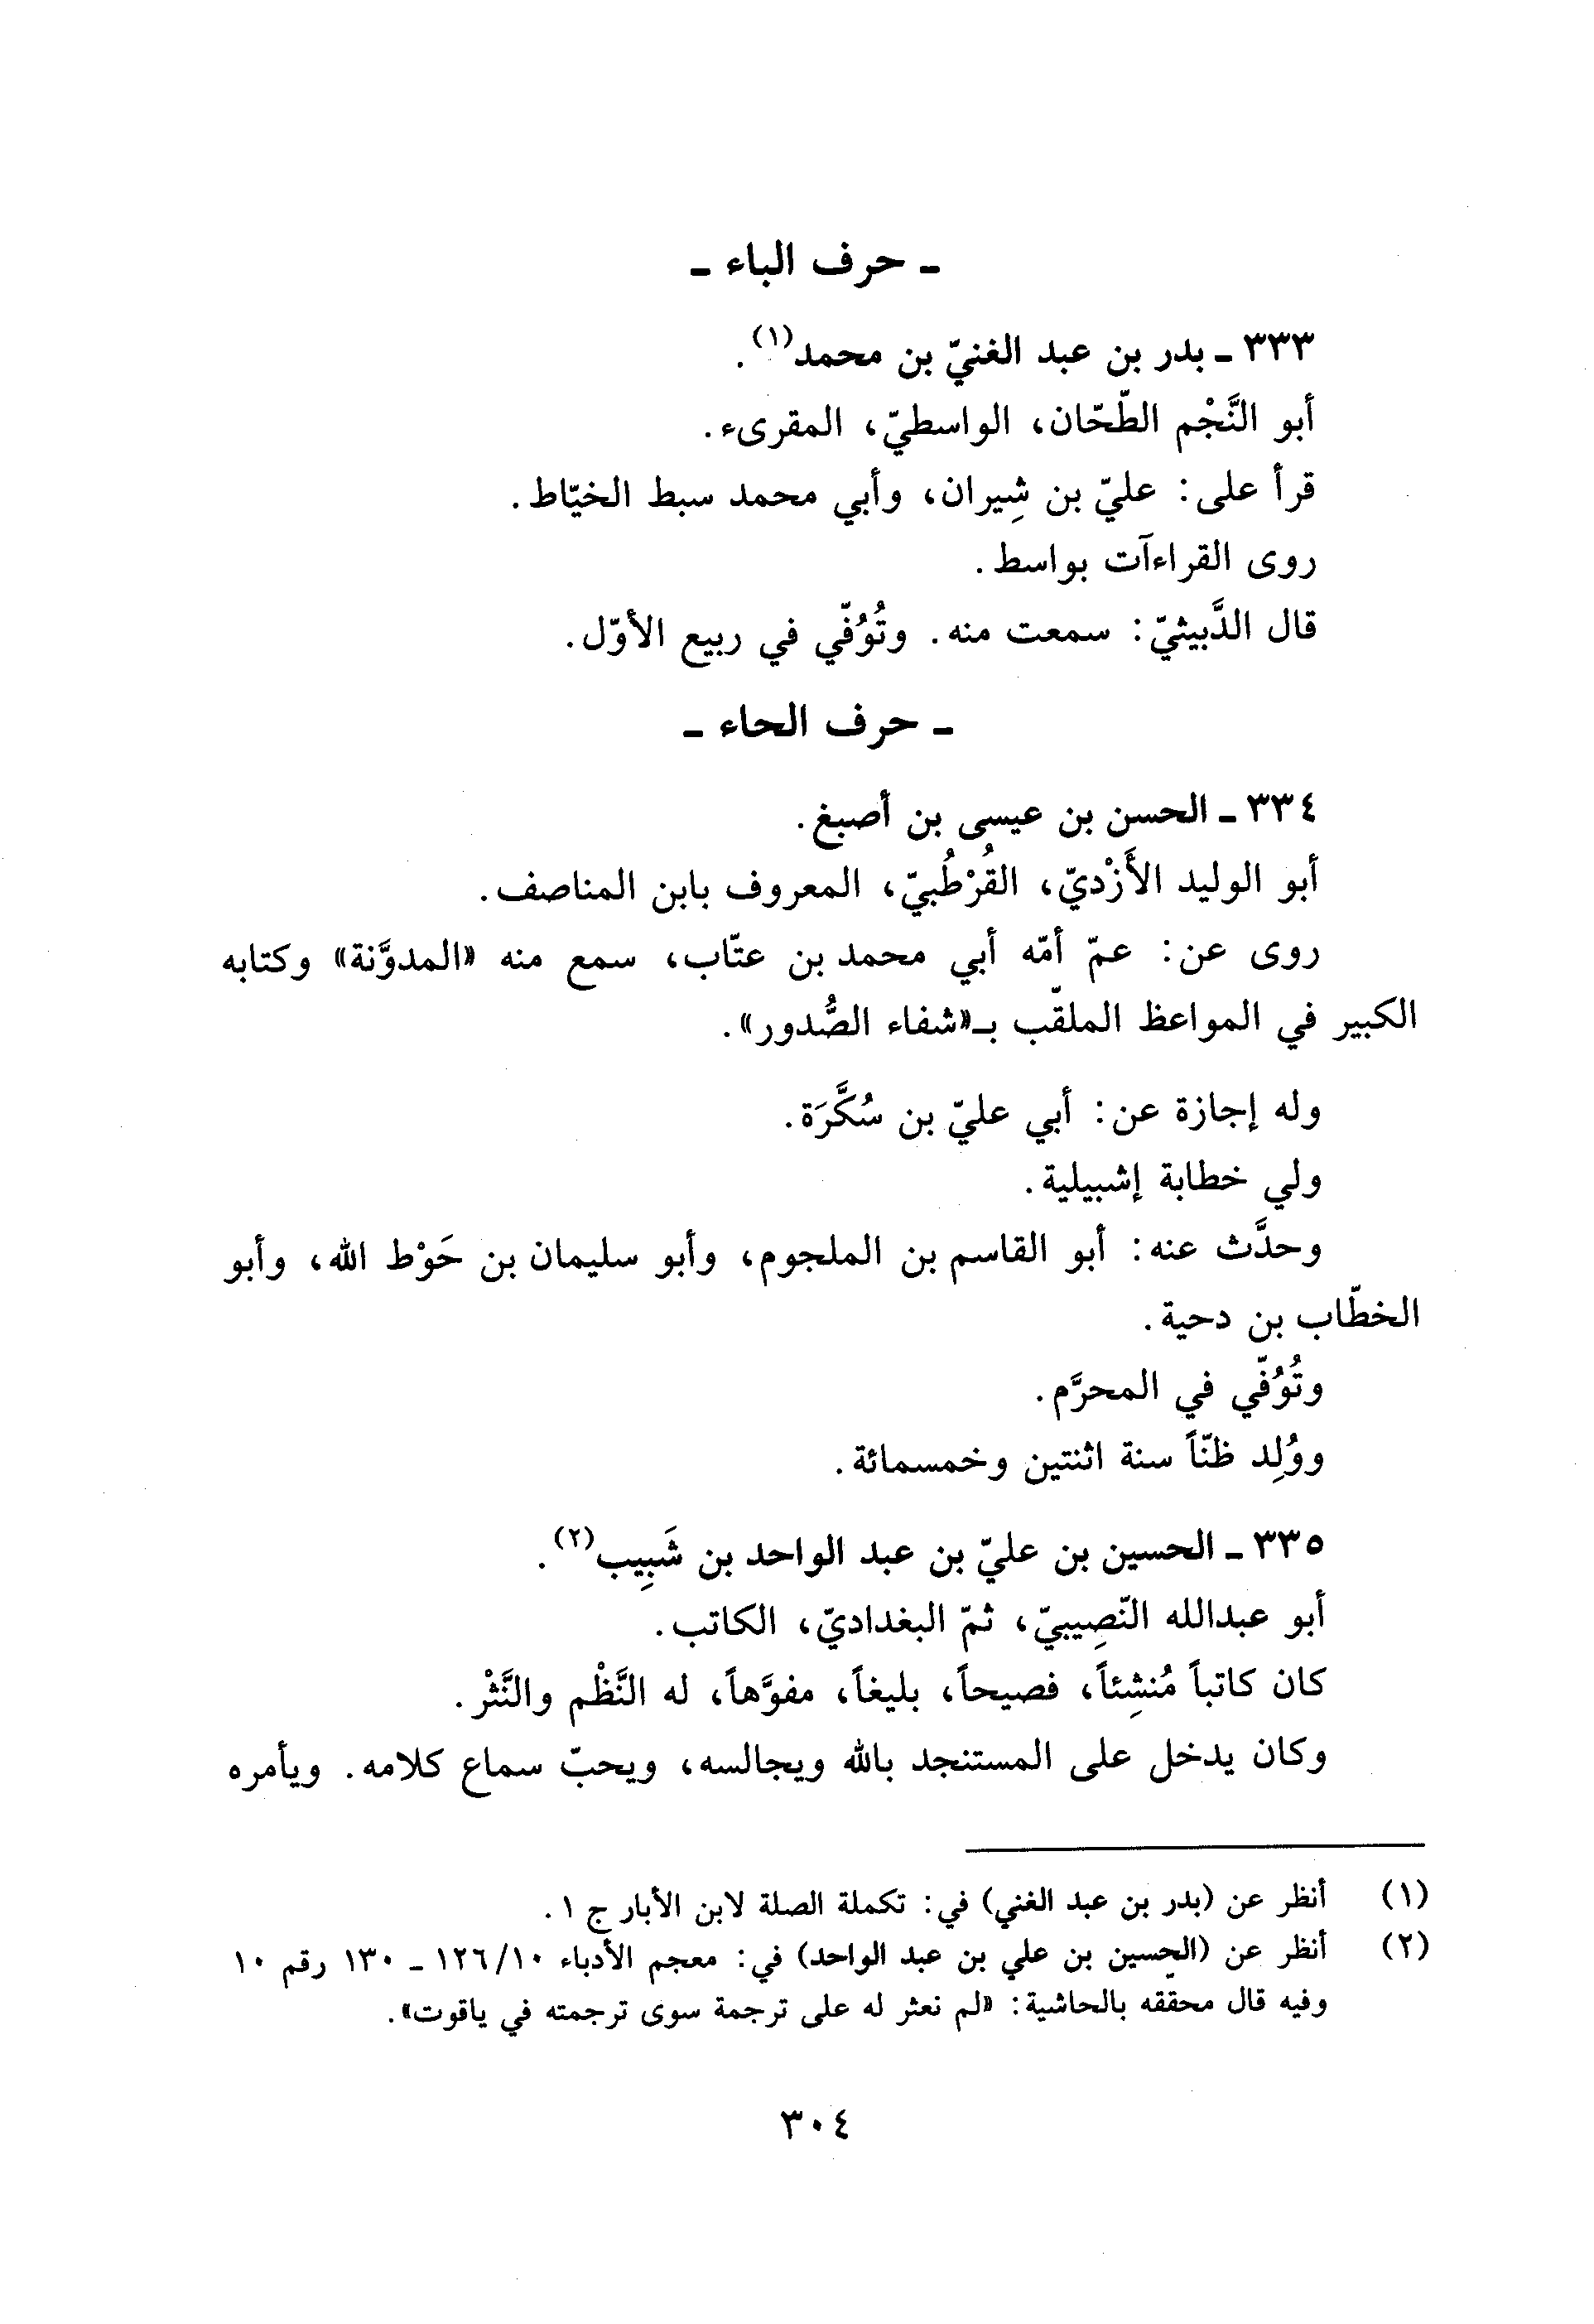 ـ حرف الباء ـ
٣٣٣ ـ بدر بن عبد الغنيّ بن محمد(١).
أبو النَّجْم الطّحّان، الواسطيّ، المقرىء.
قرأ على: عليّ بن شِيران، وأبي محمد سبط الخيّاط.
روى القراءآت بواسط.
قال الدَّبيثيّ: سمعت منه. وتُوُفّي في ربيع الأوّل.
ـ حرف الحاء ـ
٣٣٤ ـ الحسن بن عيسى بن أصبغ.
أبو الوليد الأَزْديّ، القُرْطُبيّ، المعروف بابن المناصف.
روى عن: عمّ أمّه أبي محمد بن عتّاب، سمع منه «المدوَّنة» وكتابه
الكبير في المواعظ الملقّب بـ«شفاء الصُّدور».
وله إجازة عن: أبي عليّ بن سُكَّرَة.
ولي خطابة إشبيلية.
وحدَّث عنه: أبو القاسم بن الملجوم، وأبو سليمان بن حَوْط الله، وأبو
الخطّاب بن دحية.
وتُوُفّي في المحرَّم.
ووُلِد ظنّاً سنة اثنتين وخمسمائة.
٣٣٥ ـ الحسين بن عليّ بن عبد الواحد بن شَبِيب(٢).
أبو عبدالله النّصِيبيّ، ثمّ البغداديّ، الكاتب.
كان كاتباً مُنشِئاً، فصيحاً، بليغاً، مفوَّهاً، له النَّظْم والنَّثْر.
وكان يدخل على المستنجد بالله ويجالسه، ويحبّ سماع كلامه. ويأمره
(١) أنظر عن (بدر بن عبد الغني) في: تكملة الصلة لابن الأبار ج ١.
(٢) أنظر عن (الحسين بن علي بن عبد الواحد) في: معجم الأدباء ١٢٦/١٠ ـ ١٣٠ رقم ١٠
وفيه قال محققه بالحاشية: «لم نعثر له على ترجمة سوى ترجمته في ياقوت».
٣٠٤